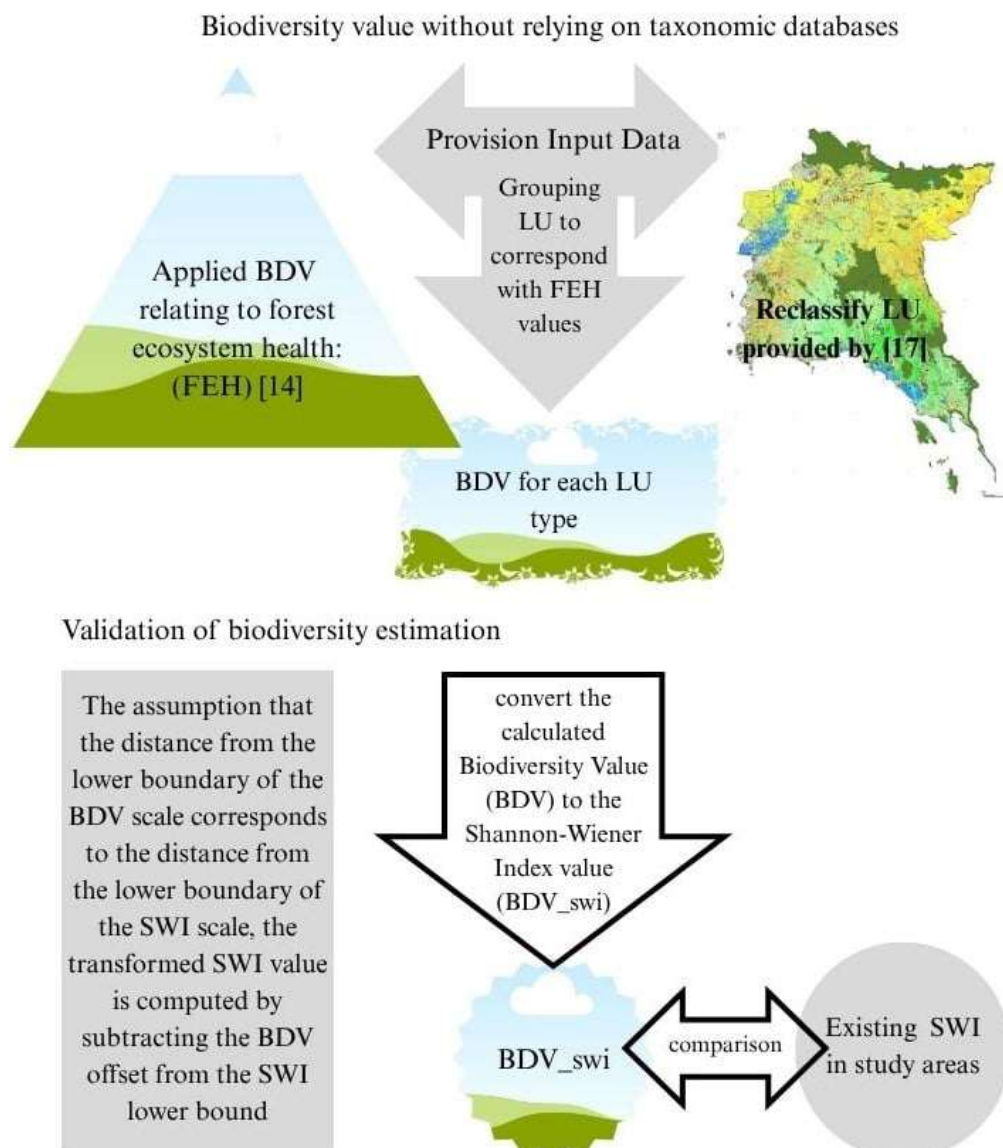 Biodiversity value without relying on taxonomic databases
Provision Input Data
Grouping
LU to
correspond
with FEH
values
Applied BDV
relating to forest
ecosystem health:
(FEH) [14]
Reclassify LU
provided by [17]
BDV for each LU
type
Validation of biodiversity estimation
The assumption that
the distance from the
lower boundary of the
BDV scale corresponds
to the distance from
the lower boundary of
the SWI scale, the
transformed SWI value
is computed by
subtracting the BDV
offset from the SWI
lower bound
convert the
calculated
Biodiversity Value
(BDV) to the
Shannon-Wiener
Index value
(BDV_swi)
BDV_swi
comparison
Existing SWI
in study areas